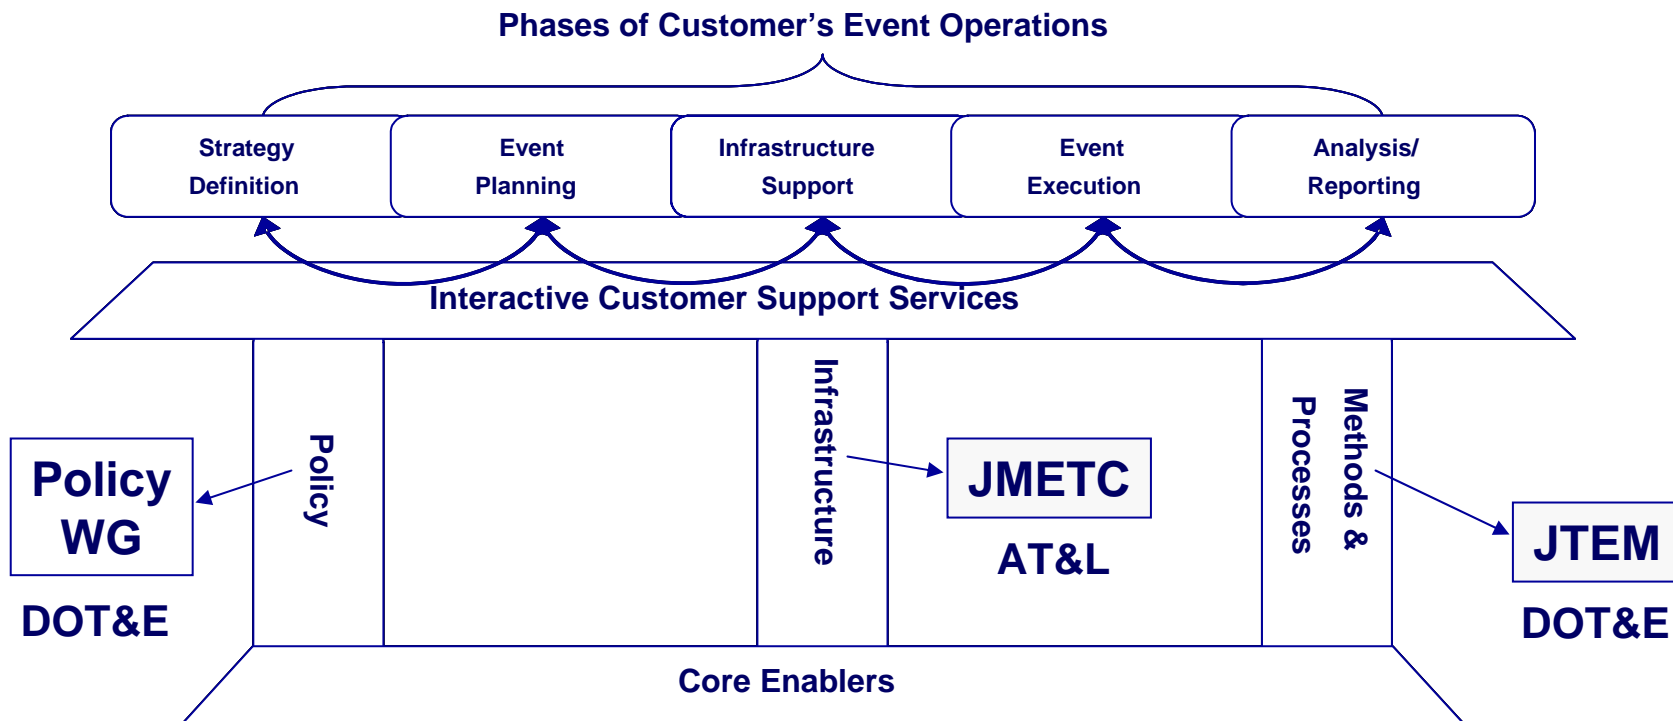 Phases of Customer’s Event Operations
Strategy
Definition
Event
Planning
Infrastructure
Support
Event
Execution
Analysis/
Reporting
Interactive Customer Support Services
Policy
WG
DOT&E
Policy
Infrastructure
JMETC
AT&L
Methods &
Processes
JTEM
DOT&E
Core Enablers